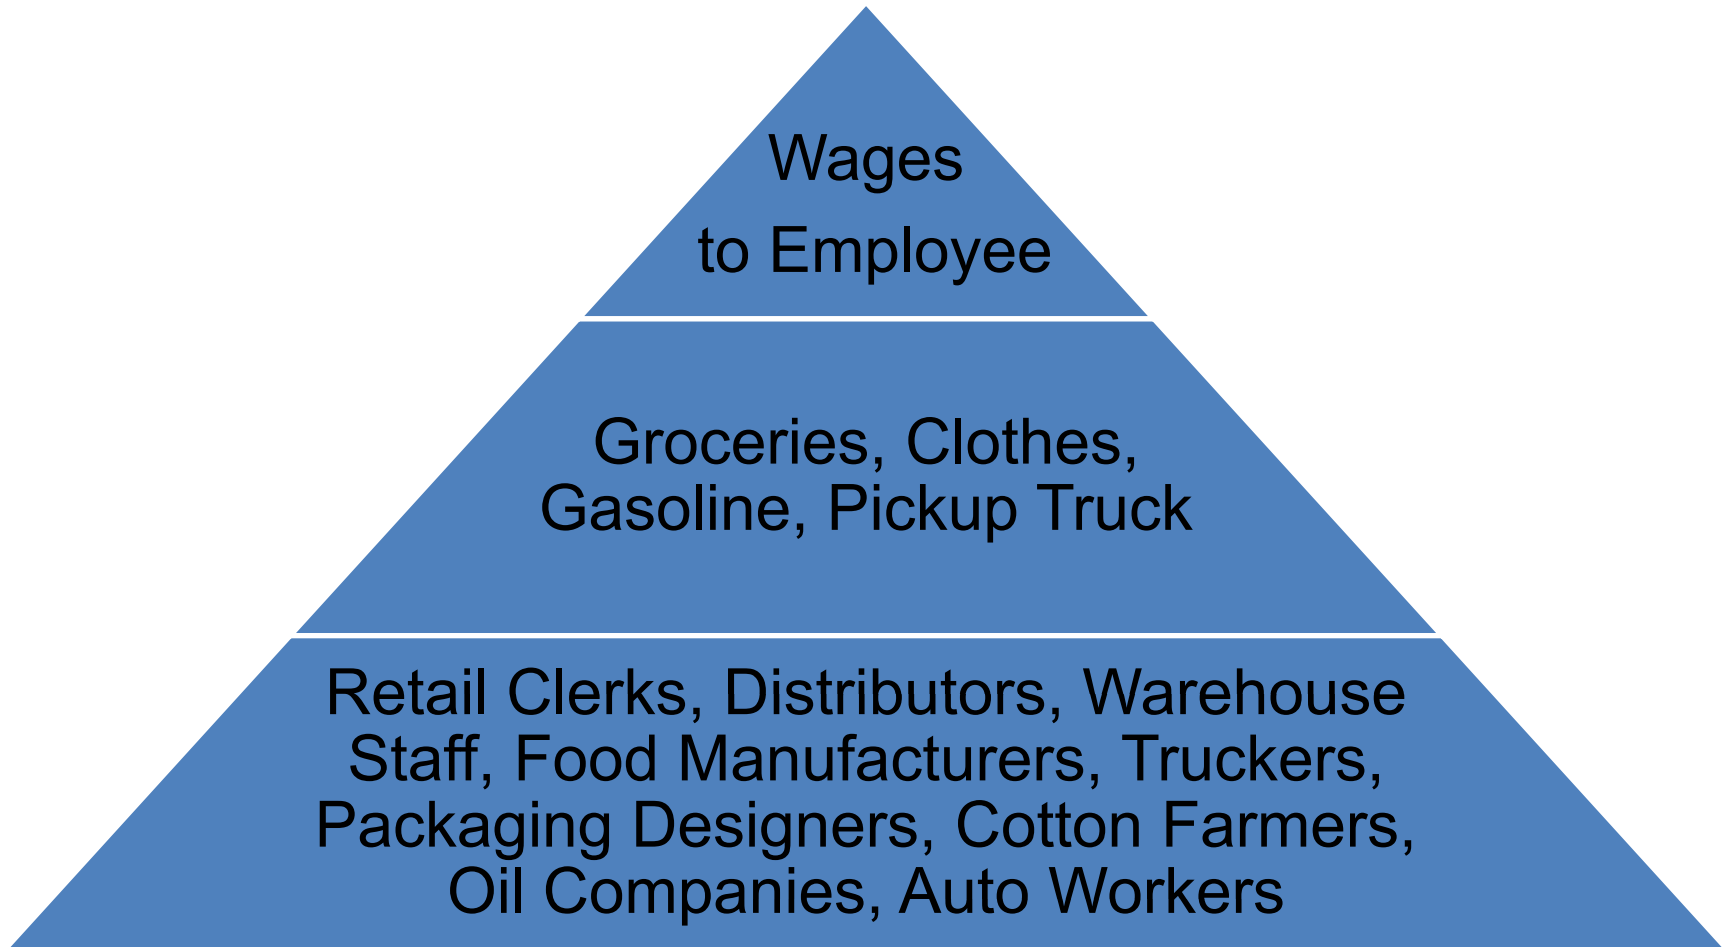 Wages
to Employee
Groceries, Clothes,
Gasoline, Pickup Truck
Retail Clerks, Distributors, Warehouse
Staff, Food Manufacturers, Truckers,
Packaging Designers, Cotton Farmers,
Oil Companies, Auto Workers